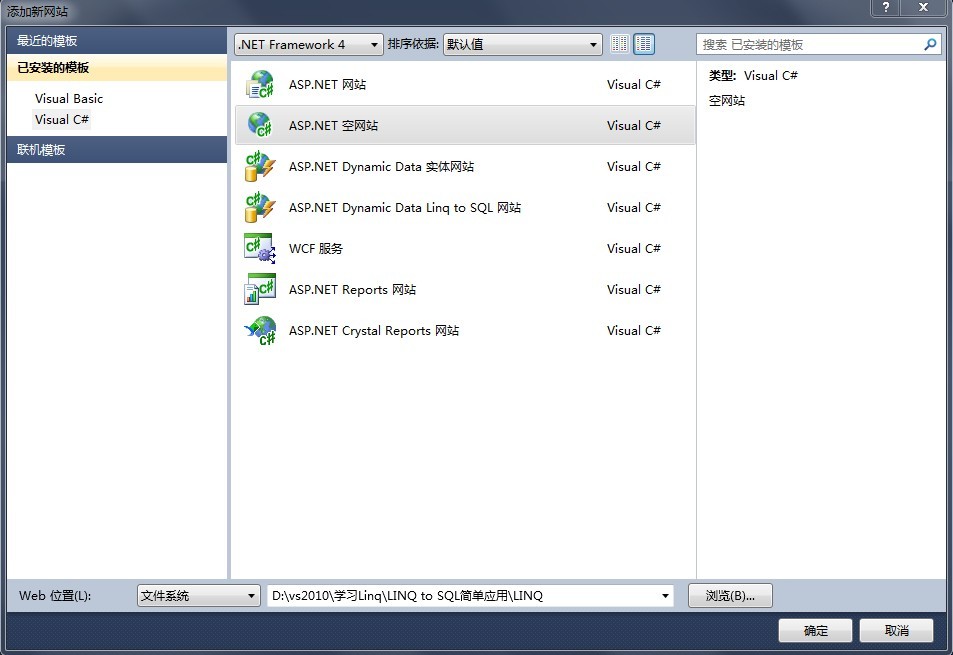 添加新网站
最近的模板
已安装的模板
Visual Basic
Visual C#
联机模板
.NET Framework 4
排序依据:
默认值
搜索 已安装的模板
ASP.NET 网站 Visual C#
ASP.NET 空网站 Visual C#
ASP.NET Dynamic Data 实体网站 Visual C#
ASP.NET Dynamic Data Linq to SQL 网站 Visual C#
WCF 服务 Visual C#
ASP.NET Reports 网站 Visual C#
ASP.NET Crystal Reports 网站 Visual C#
类型: Visual C#
空网站
Web 位置(L):
文件系统
D:\vs2010\学习Linq\LINQ to SQL简单应用\LINQ
浏览(B)...
确定
取消